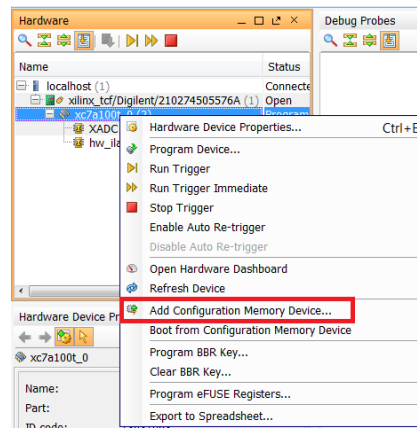 Hardware
Debug Probes
Name
Status
localhost (1)
Connecte
xilinx_tcf/Digilent/210274505576A (1)
Open
xc7a100t_0 (2)
Program
XADC
hw_ila
Hardware Device Properties...
Ctrl+E
Program Device...
Run Trigger
Run Trigger Immediate
Stop Trigger
Enable Auto Re-trigger
Disable Auto Re-trigger
Open Hardware Dashboard
Refresh Device
Add Configuration Memory Device...
Boot from Configuration Memory Device
Program BBR Key...
Clear BBR Key...
Program eFUSE Registers...
Export to Spreadsheet...
Hardware Device Pr
xc7a100t_0
Name:
Part:
ID code: